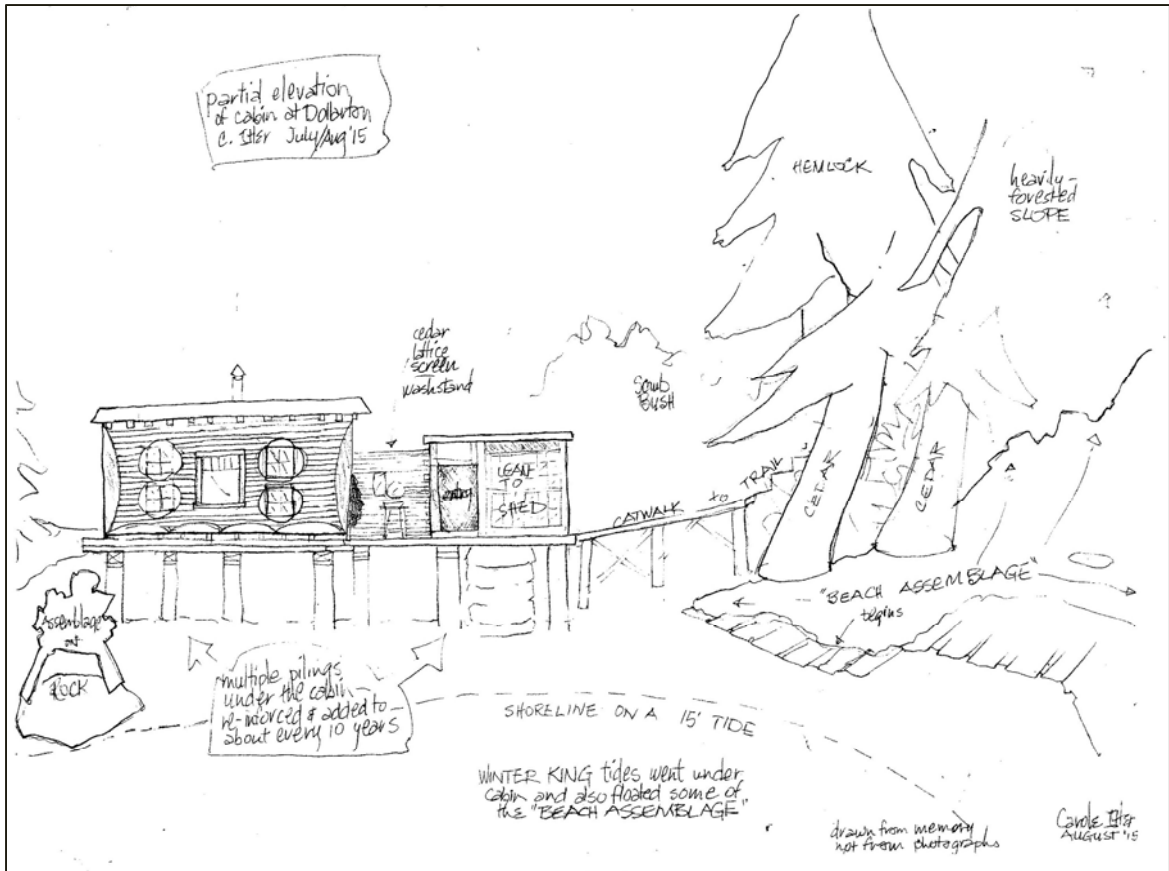 partial elevation
of cabin at Dollarton
C. Itter July/Aug '15
HEMLOCK
heavily-
forested
SLOPE
cedar
lattice
screen
washstand
Scrub
BUSH
LEAN
TO
SHED
CATWALK
TO
TRAIL
CEDAR
CEDAR
"BEACH ASSEMBLAGE"
begins
Assemblage
ROCK
multiple pilings
under the cabin
re-inforced & added to
about every 10 years
SHORELINE ON A 15' TIDE
WINTER KING tides went under
cabin and also floated some of
the "BEACH ASSEMBLAGE"
drawn from memory
not from photographs
Carole Itter
AUGUST '15